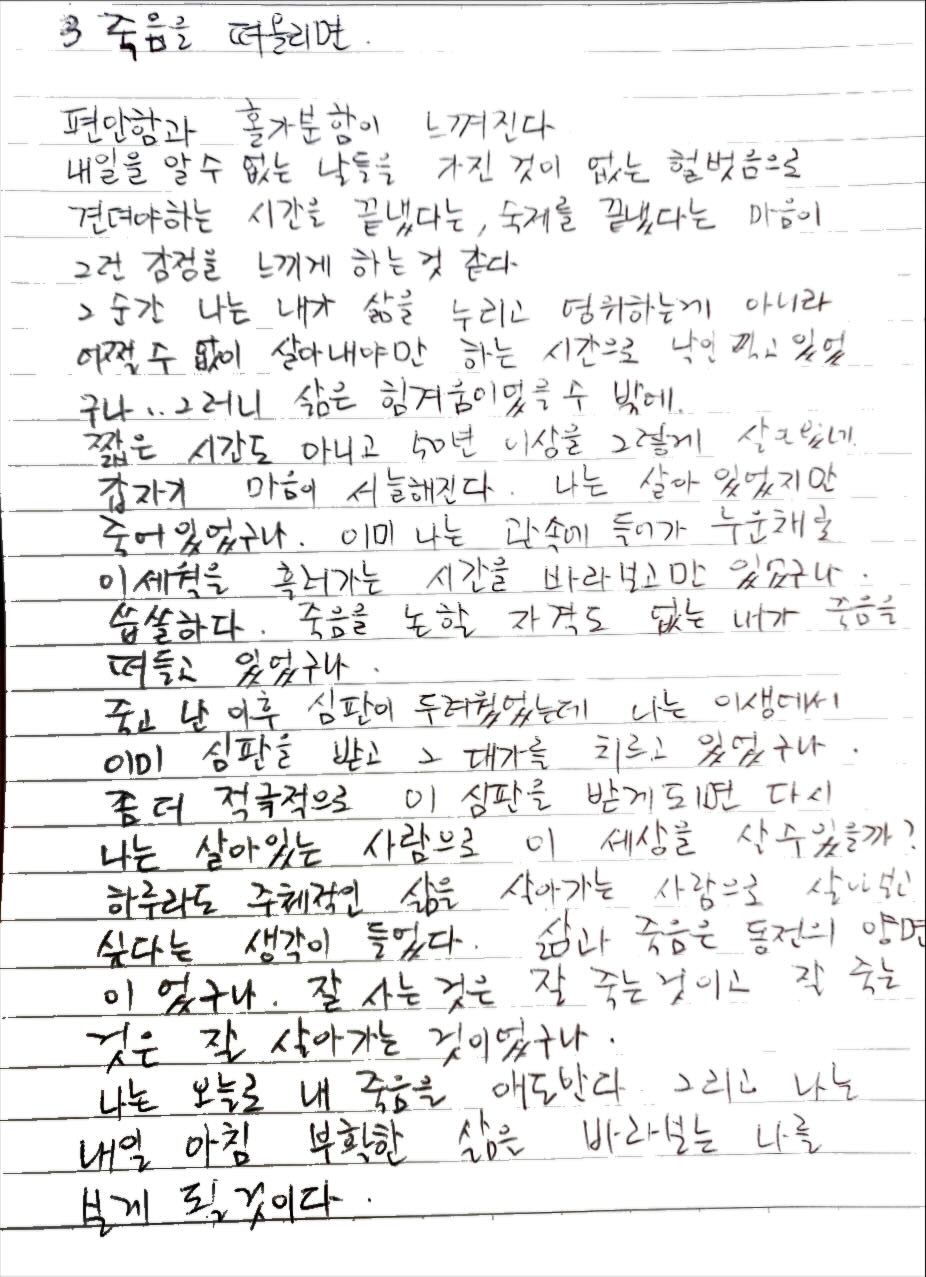 3 죽음을 떠올리면.
편안함과 홀가분함이 느껴진다
내일을 알 수 없는 날들을 가진 것이 없는 헐벗음으로
견뎌야하는 시간을 끝냈다는, 숙제를 끝냈다는 마음이
그런 감정을 느끼게 하는 것 같다
그 순간 나는 내가 삶을 누리고 영위하는게 아니라
어쩔 수 없이 살아내야만 하는 시간으로 낙인 찍고 있었
구나... 그러니 삶은 힘겨움이었을 수 밖에.
짧은 시간도 아니고 50년 이상을 그렇게
갑자기 마음이 서늘해진다. 나는 살아 있었지만
죽어있었구나. 이미 나는 관속에 들어가 누운채로
이세월을 흘러가는 시간을 바라보고만 있었구나.
씁쓸하다. 죽음을 논할 자격도 없는 내가 죽음을
떠들고 있었구나.
죽고 난 이후 심판이 두려웠었는데 나는 이생에서
이미 심판을 받고 그 대가를 치르고 있었구나.
좀 더 적극적으로 이 심판를 받게되면 다시
나는 살아있는 사람으로 이 세상을 살 수 있을까?
하루라도 주체적인 삶을 살아가는 사람으로 살아보고
싶다는 생각이 들었다. 삶과 죽음은 동전의 양면
이 었구나. 잘 사는 것은 잘 죽는것이고 잘 죽는
것은 잘 살아가는 것이었구나.
나는 오늘로 내 죽음을 애도한다 그리고 나는
내일 아침 부활한 삶을 바라보는 나를
보게 될 것이다.